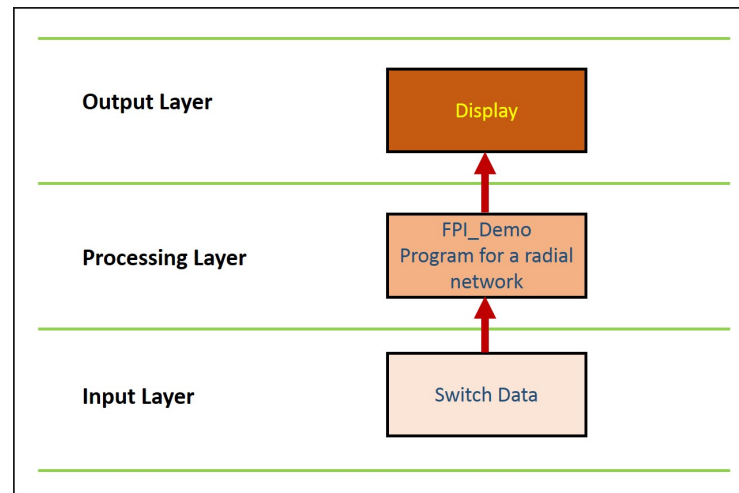 Output Layer
Display
Processing Layer
FPI_Demo
Program for a radial
network
Input Layer
Switch Data